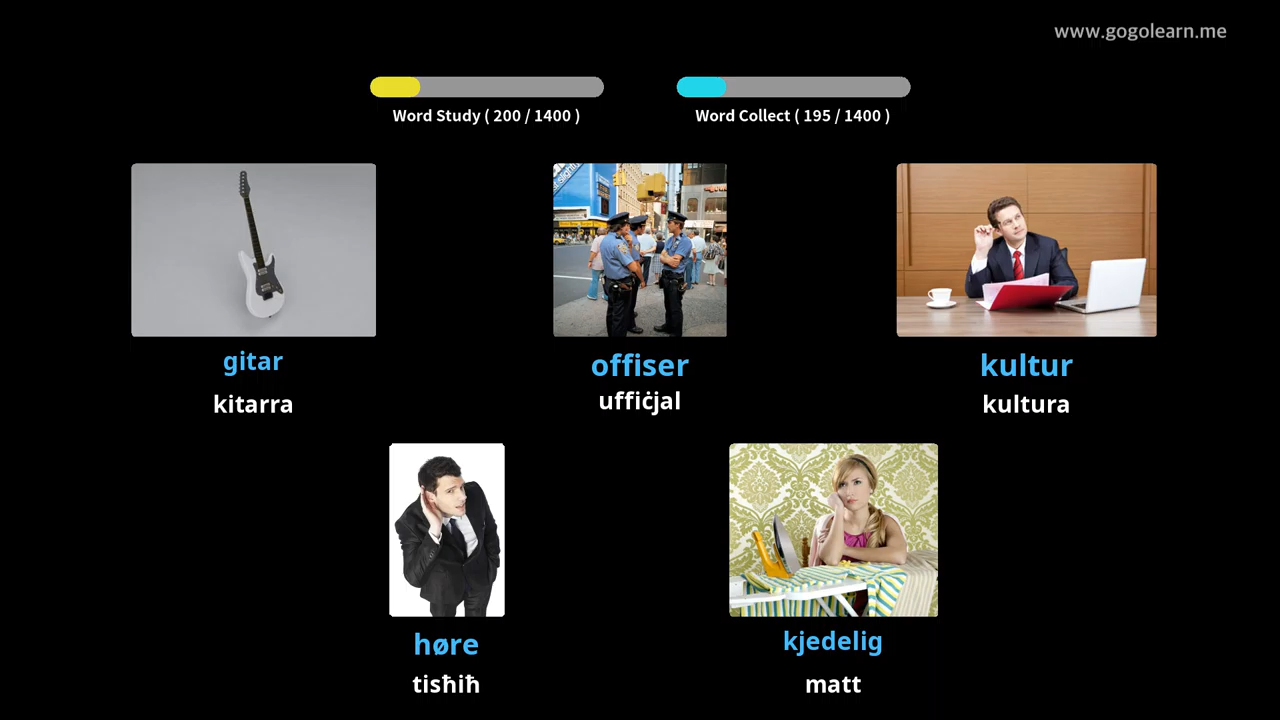 www.gogolearn.me
Word Study ( 200 / 1400 )
Word Collect ( 195 / 1400 )
gitar
offiser
kultur
kitarra
uffiċjal
kultura
høre
kjedelig
tisħiħ
matt